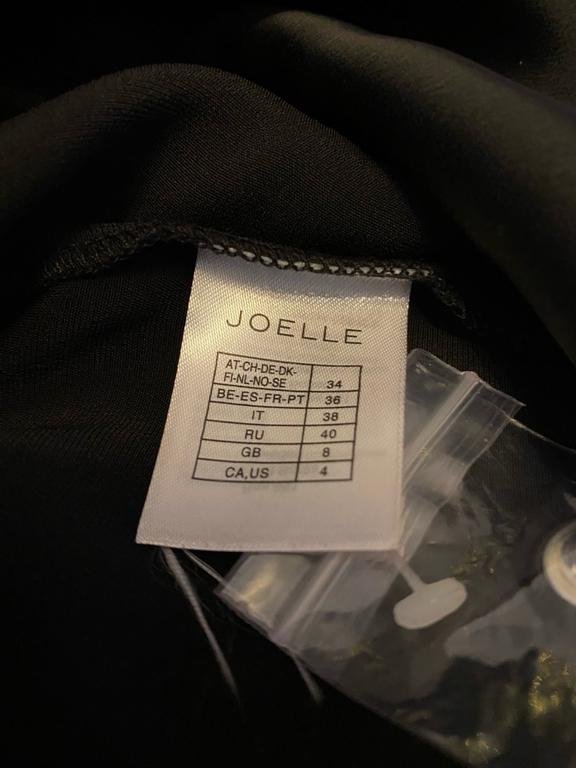 JOELLE
AT-CH-DE-DK-
FI-NL-NO-SE 34
BE-ES-FR-PT 36
IT 38
RU 40
GB 8
CA,US 4